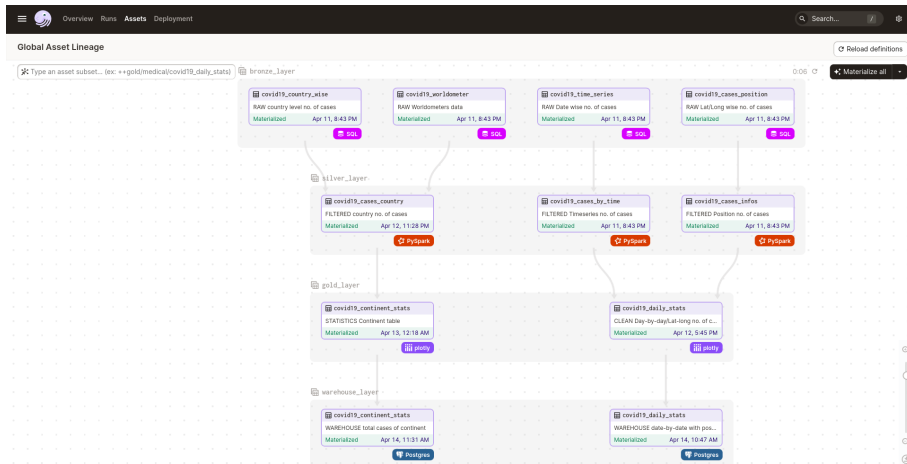 Overview Runs Assets Deployment
Search... /
Global Asset Lineage
Reload definitions
Type an asset subset... (ex: ++gold/medical/covid19_daily_stats)
bronze_layer
0:06
Materialize all
covid19_country_wise
RAW country level no. of cases
Materialized Apr 11, 8:43 PM
SQL
covid19_worldometer
RAW Worldometers data
Materialized Apr 11, 8:43 PM
SQL
covid19_time_series
RAW Date wise no. of cases
Materialized Apr 11, 8:43 PM
SQL
covid19_cases_position
RAW Lat/Long wise no. of cases
Materialized Apr 11, 8:43 PM
SQL
silver_layer
covid19_cases_country
FILTERED country no. of cases
Materialized Apr 12, 11:28 PM
PySpark
covid19_cases_by_time
FILTERED Timeseries no. of cases
Materialized Apr 11, 8:43 PM
PySpark
covid19_cases_infos
FILTERED Position no. of cases
Materialized Apr 11, 8:43 PM
PySpark
gold_layer
covid19_continent_stats
STATISTICS Continent table
Materialized Apr 13, 12:18 AM
plotly
covid19_daily_stats
CLEAN Day-by-day/Lat-long no. of c...
Materialized Apr 12, 5:45 PM
plotly
warehouse_layer
covid19_continent_stats
WAREHOUSE total cases of continent
Materialized Apr 14, 11:31 AM
Postgres
covid19_daily_stats
WAREHOUSE date-by-date with pos...
Materialized Apr 14, 10:47 AM
Postgres